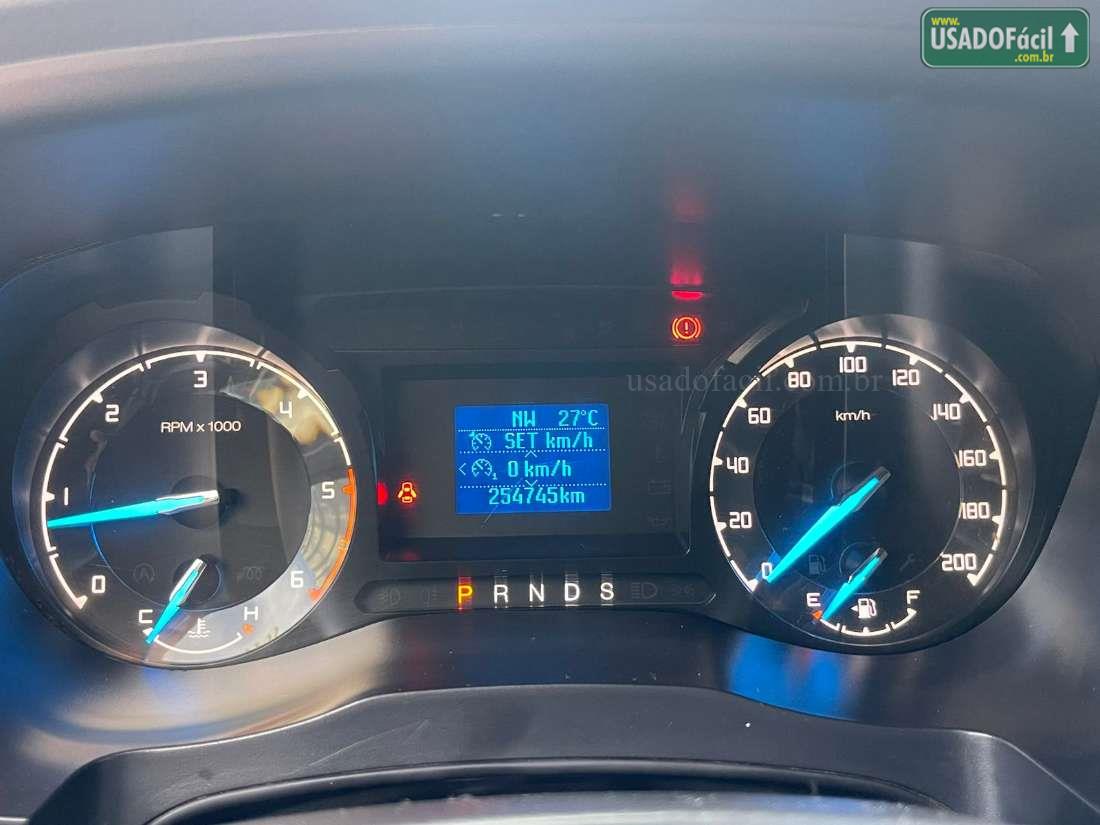 www.
USADOFácil
.com.br
usadofacil.com.br
RPM x 1000
0
1
2
3
4
5
6
C
H
NW 27°C
SET km/h
0 km/h
254745km
P R N D S
km/h
0
20
40
60
80
100
120
140
160
180
200
E
F